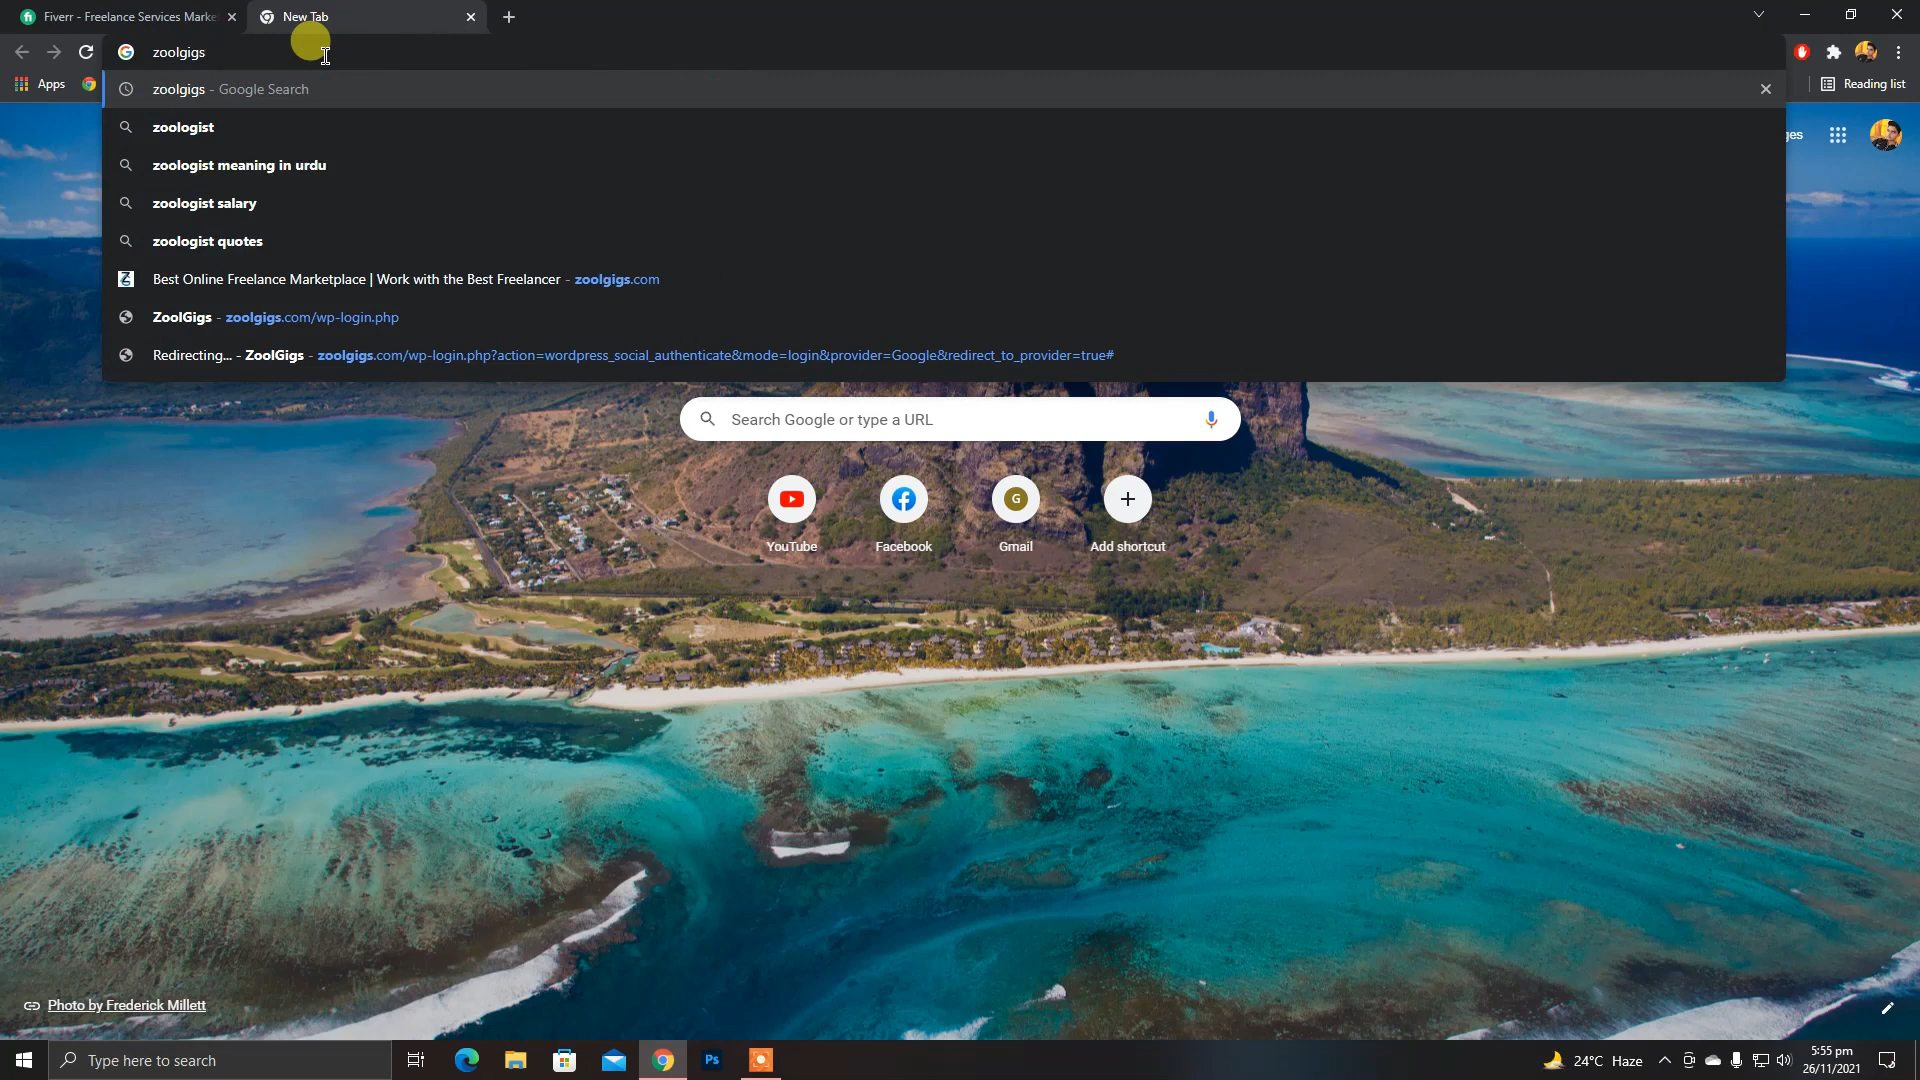 Fiverr - Freelance Services Marke
New Tab
zoolgigs
Apps
Reading list
zoolgigs - Google Search
zoologist
zoologist meaning in urdu
zoologist salary
zoologist quotes
Best Online Freelance Marketplace | Work with the Best Freelancer - zoolgigs.com
ZoolGigs - zoolgigs.com/wp-login.php
Redirecting... - ZoolGigs - zoolgigs.com/wp-login.php?action=wordpress_social_authenticate&mode=login&provider=Google&redirect_to_provider=true#
Search Google or type a URL
G
YouTube
Facebook
Gmail
Add shortcut
Photo by Frederick Millett
Type here to search
Ps
24°C Haze
5:55 pm
26/11/2021